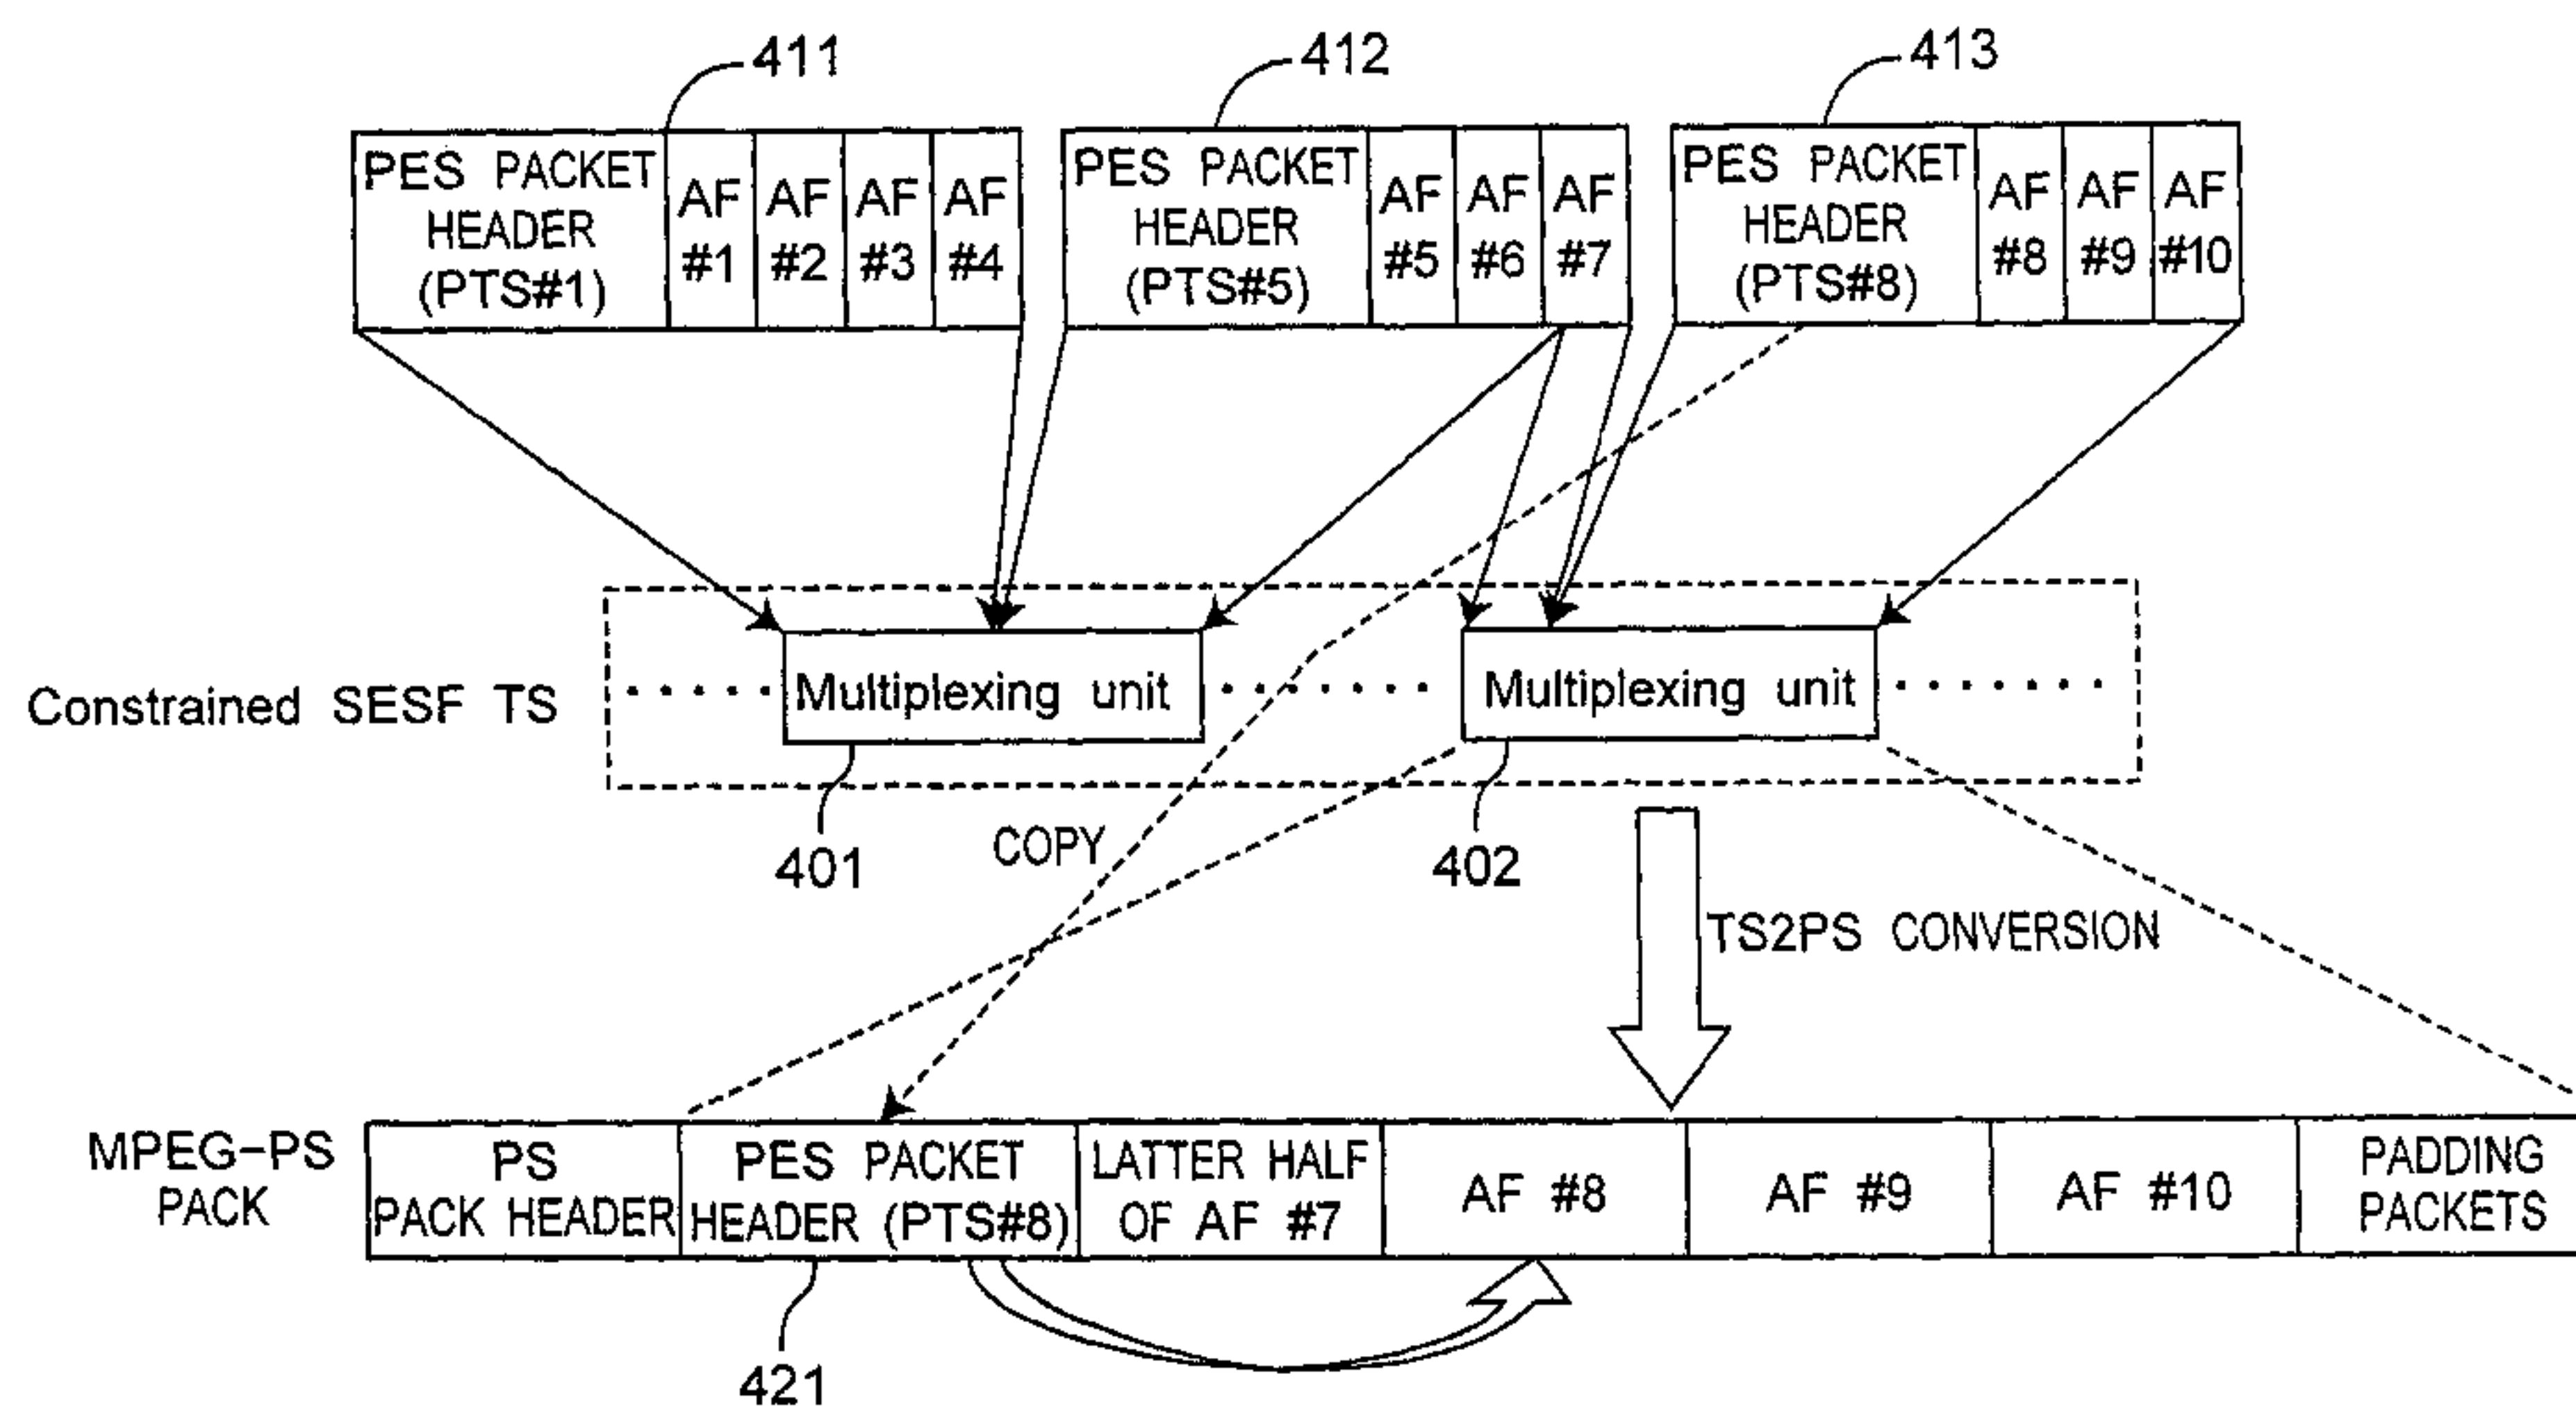 411
412
413
PES PACKET
HEADER
(PTS#1)
AF
#1
AF
#2
AF
#3
AF
#4
PES PACKET
HEADER
(PTS#5)
AF
#5
AF
#6
AF
#7
PES PACKET
HEADER
(PTS#8)
AF
#8
AF
#9
AF
#10
Constrained SESF TS
Multiplexing unit
Multiplexing unit
401
COPY
402
TS2PS CONVERSION
MPEG-PS
PACK
PS
PACK HEADER
PES PACKET
HEADER (PTS#8)
LATTER HALF
OF AF #7
AF #8
AF #9
AF #10
PADDING
PACKETS
421